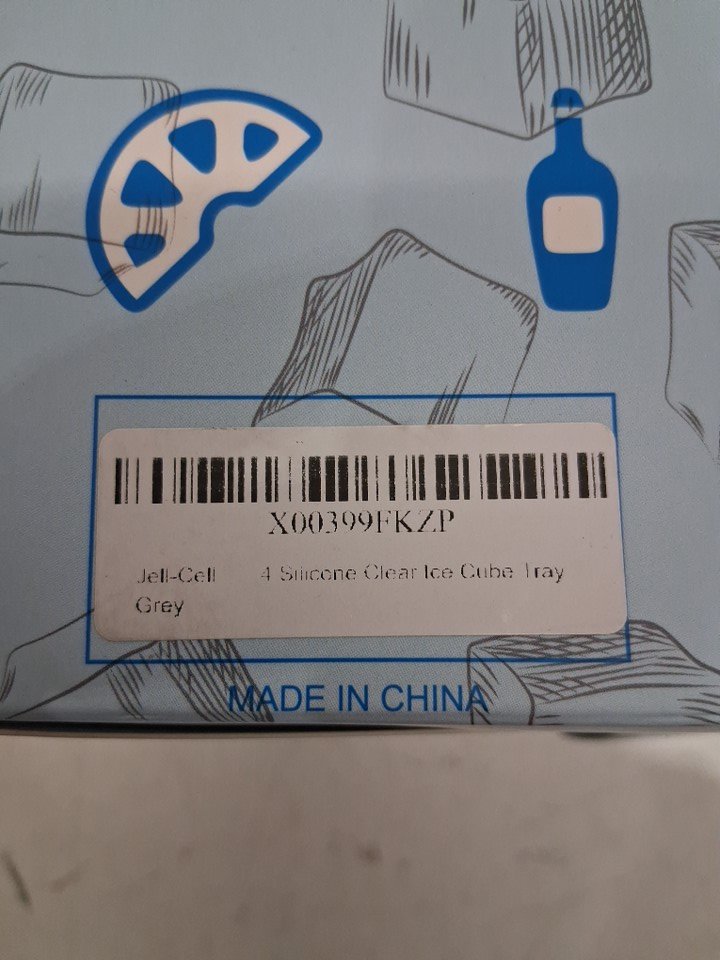 X00399FKZP
Jell-Cell 4 Silicone Clear Ice Cube Tray
Grey
MADE IN CHINA